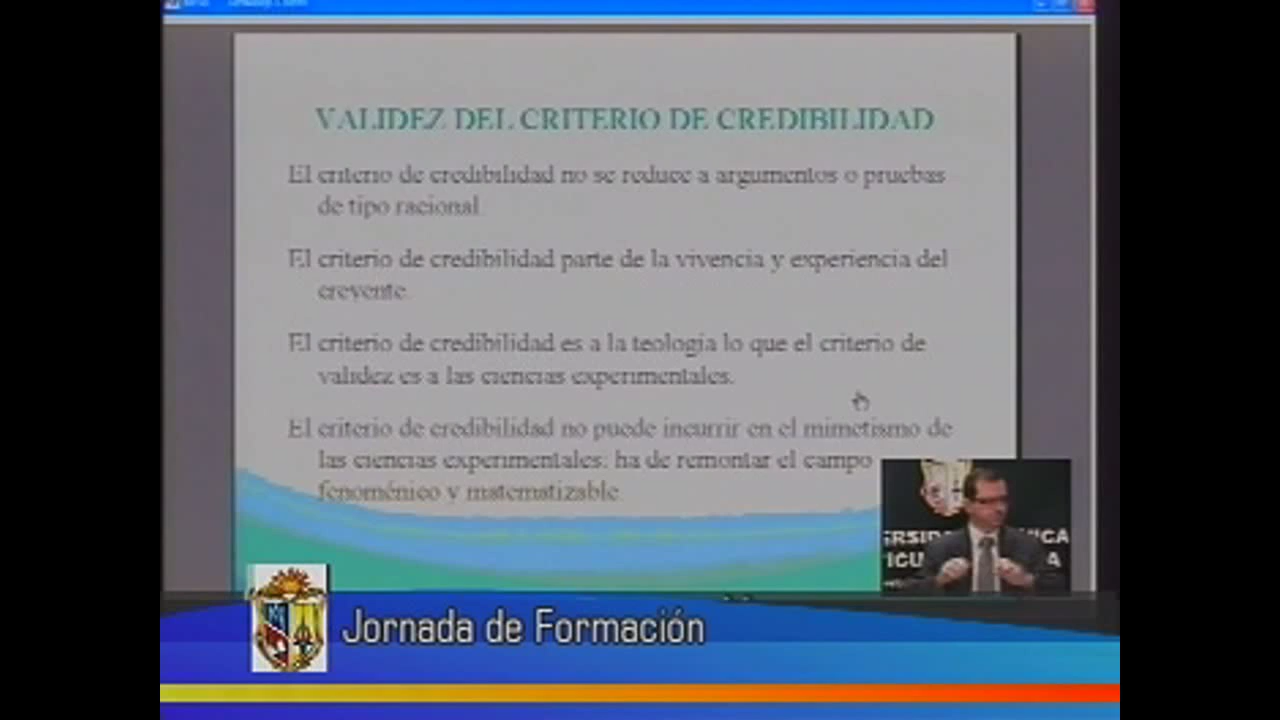 VALIDEZ DEL CRITERIO DE CREDIBILIDAD
El criterio de credibilidad no se reduce a argumentos o pruebas
de tipo racional.
El criterio de credibilidad parte de la vivencia y experiencia del
creyente.
El criterio de credibilidad es a la teología lo que el criterio de
validez es a las ciencias experimentales.
El criterio de credibilidad no puede incurrir en el mimetismo de
las ciencias experimentales: ha de remontar el campo
fenoménico y matematizable.
Jornada de Formación